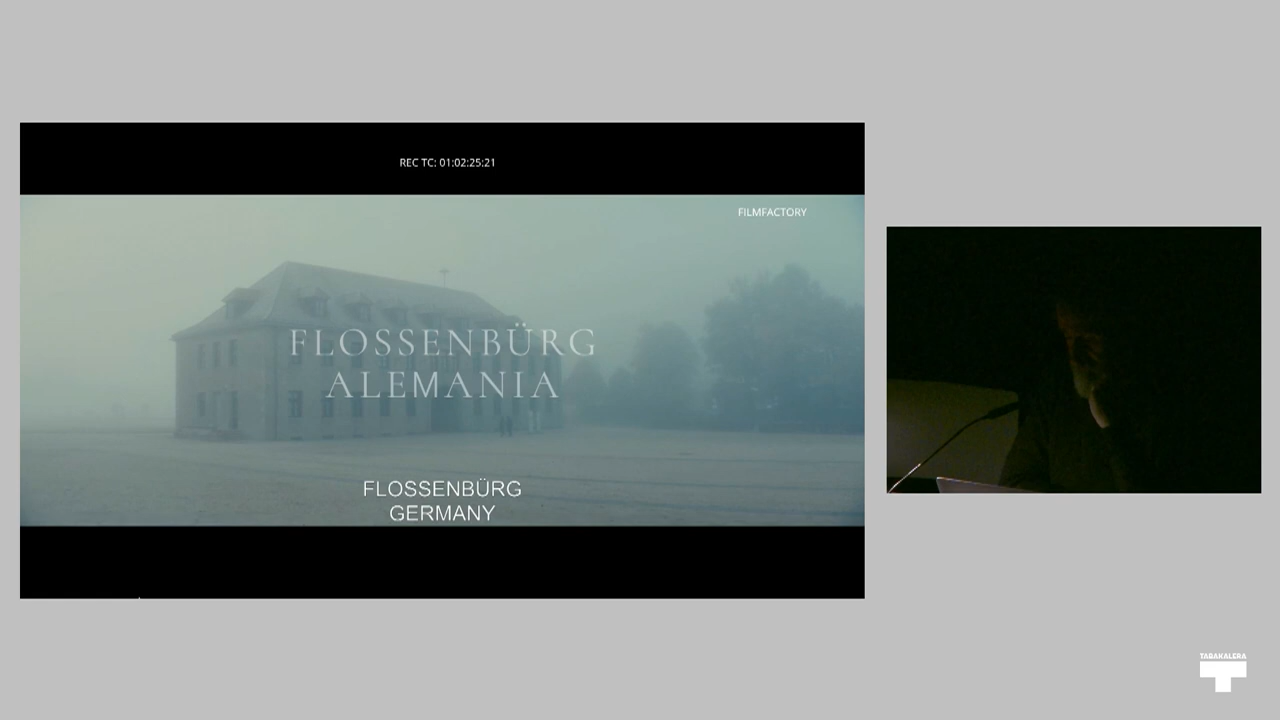 REC TC: 01:02:25:21
FILMFACTORY
FLOSSENBÜRG
ALEMANIA
FLOSSENBÜRG
GERMANY
TABAKALERA